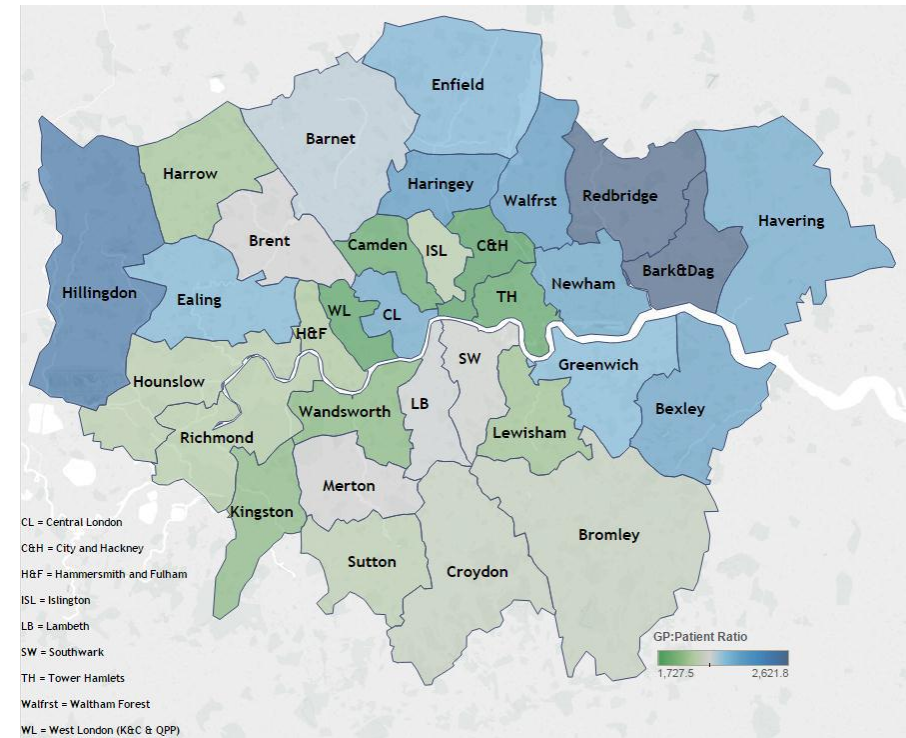 Enfield
Barnet
Harrow
Haringey
Walfrst
Redbridge
Havering
Brent
Camden
ISL
C&H
Bark&Dag
Newham
Hillingdon
Ealing
WL
CL
TH
H&F
SW
Greenwich
Hounslow
LB
Bexley
Wandsworth
Richmond
Lewisham
Merton
Kingston
Bromley
Sutton
Croydon
CL = Central London
C&H = City and Hackney
H&F = Hammersmith and Fulham
ISL = Islington
LB = Lambeth
SW = Southwark
TH = Tower Hamlets
Walfrst = Waltham Forest
WL = West London (K&C & QPP)
GP:Patient Ratio
1,727.5 2,621.8